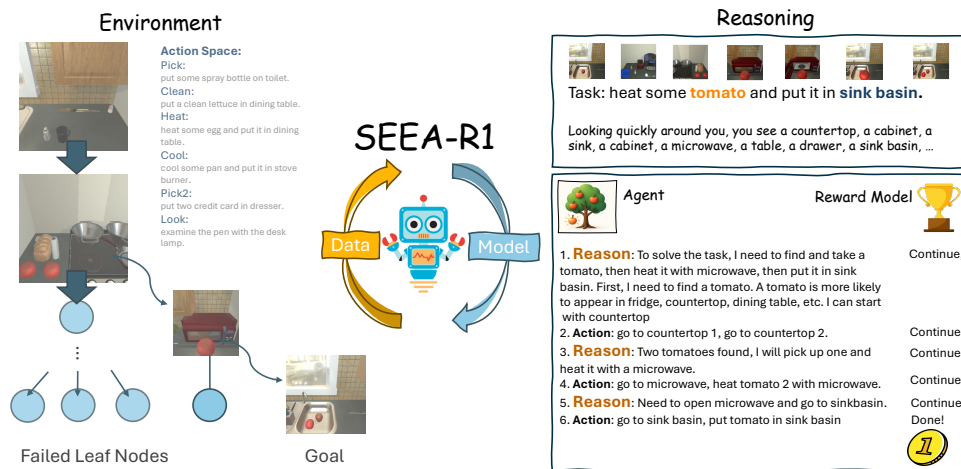 Environment
Action Space:
Pick:
put some spray bottle on toilet.
Clean:
put a clean lettuce in dining table.
Heat:
heat some egg and put it in dining
table.
Cool:
cool some pan and put it in stove
burner.
Pick2:
put two credit card in dresser.
Look:
examine the pen with the desk
lamp.
⋮
Failed Leaf Nodes
Goal
SEEA-R1
Data
Model
Reasoning
Task: heat some tomato and put it in sink basin.
Looking quickly around you, you see a countertop, a cabinet, a
sink, a cabinet, a microwave, a table, a drawer, a sink basin, …
Agent
Reward Model
1. Reason: To solve the task, I need to find and take a
tomato, then heat it with microwave, then put it in sink
basin. First, I need to find a tomato. A tomato is more likely
to appear in fridge, countertop, dining table, etc. I can start
with countertop
Continue
2. Action: go to countertop 1, go to countertop 2.
Continue
3. Reason: Two tomatoes found, I will pick up one and
heat it with a microwave.
Continue
4. Action: go to microwave, heat tomato 2 with microwave.
Continue
5. Reason: Need to open microwave and go to sinkbasin.
Continue
6. Action: go to sink basin, put tomato in sink basin
Done!
1